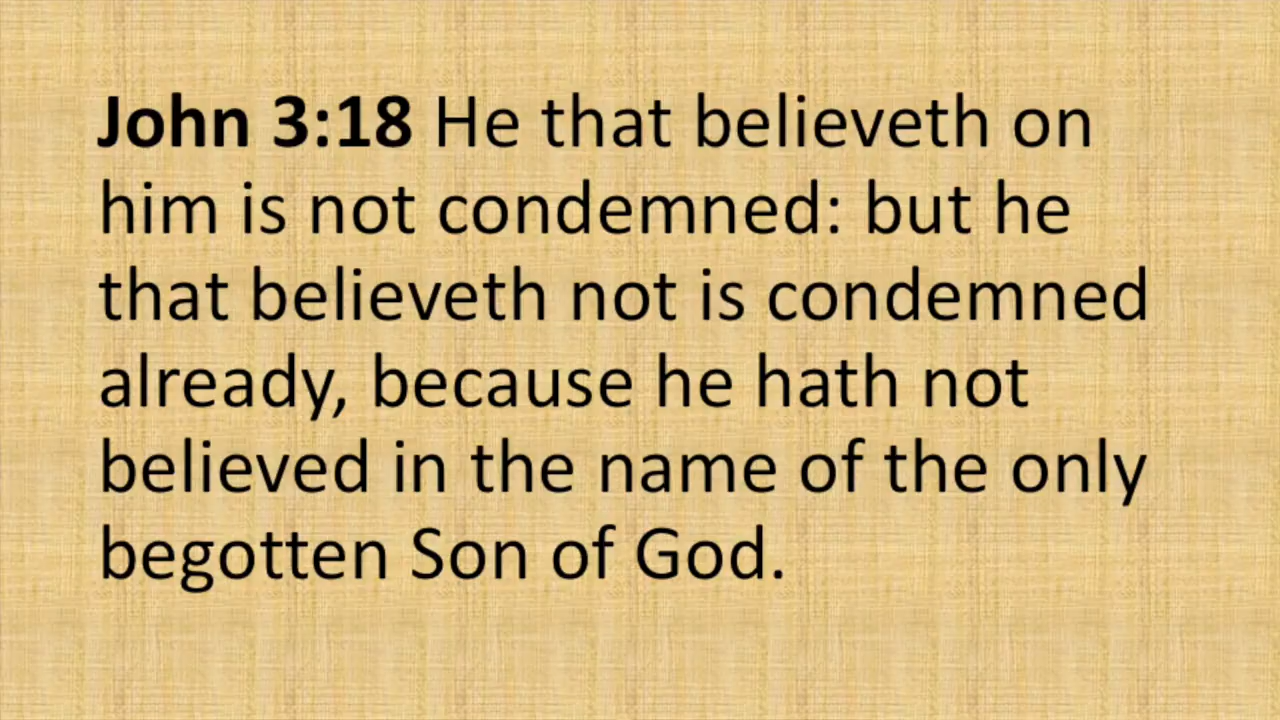 John 3:18 He that believeth on
him is not condemned: but he
that believeth not is condemned
already, because he hath not
believed in the name of the only
begotten Son of God.